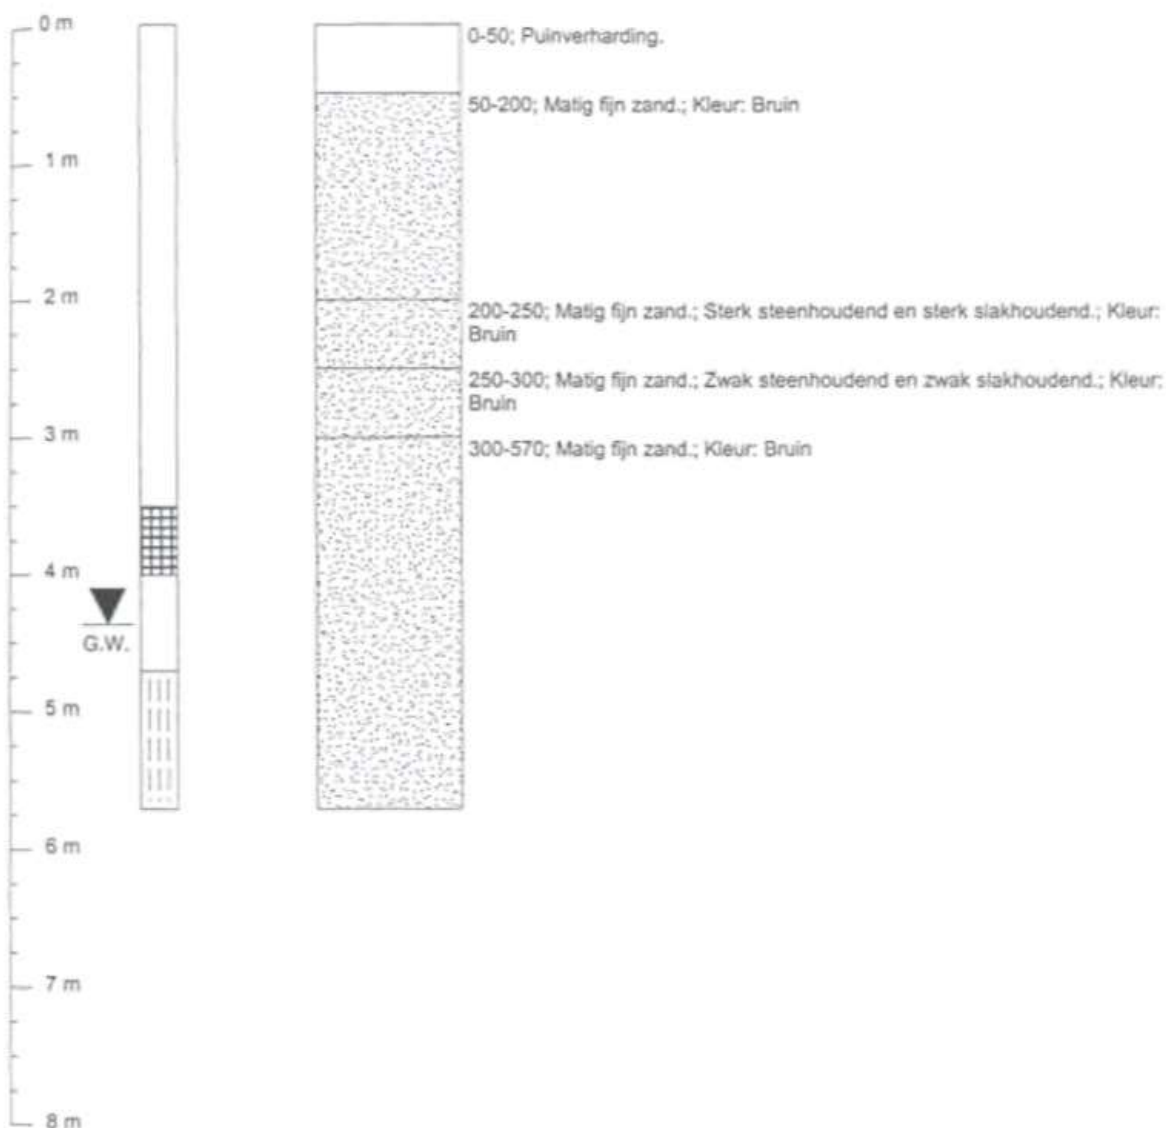 0 m
0-50; Puinverharding.
50-200; Matig fijn zand.; Kleur: Bruin
1 m
2 m
200-250; Matig fijn zand.; Sterk steenhoudend en sterk slakhoudend.; Kleur:
Bruin
250-300; Matig fijn zand.; Zwak steenhoudend en zwak slakhoudend.; Kleur:
Bruin
3 m
300-570; Matig fijn zand.; Kleur: Bruin
4 m
G.W.
5 m
6 m
7 m
8 m